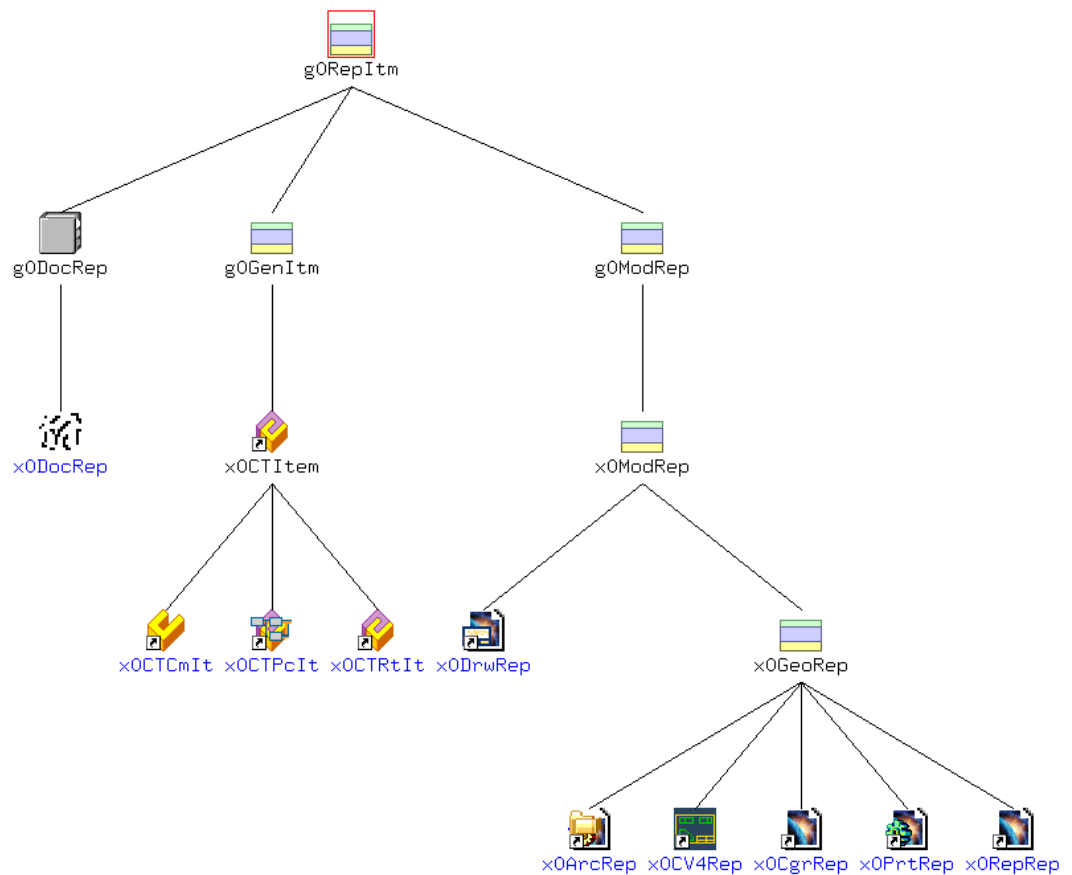 gORepItm
gODocRep gOGenItm gOModRep
xODocRep xOCTItem xOModRep
xOCTCmIt xOCTPcIt xOCTRtIt xODrwRep xOGeoRep
xOArcRep xOCV4Rep xOCgrRep xOPrtRep xORepRep